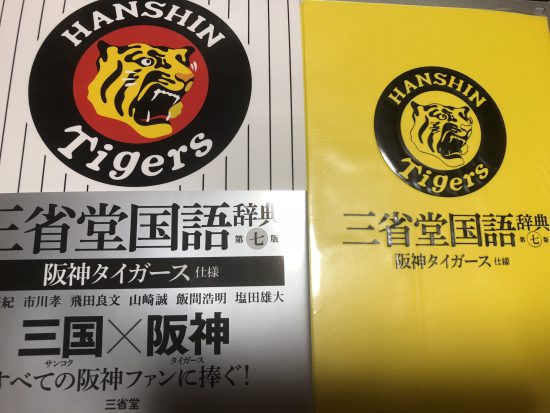 HANSHIN
Tigers
三省堂国語辞典
第七版
阪神タイガース 仕様
紀 市川孝 飛田良文 山崎誠 飯間浩明 塩田雄大
三国×阪神
サンコク タイガース
すべての阪神ファンに捧ぐ!
三省堂
HANSHIN
Tigers
三省堂国語辞典
第七版
阪神タイガース 仕様